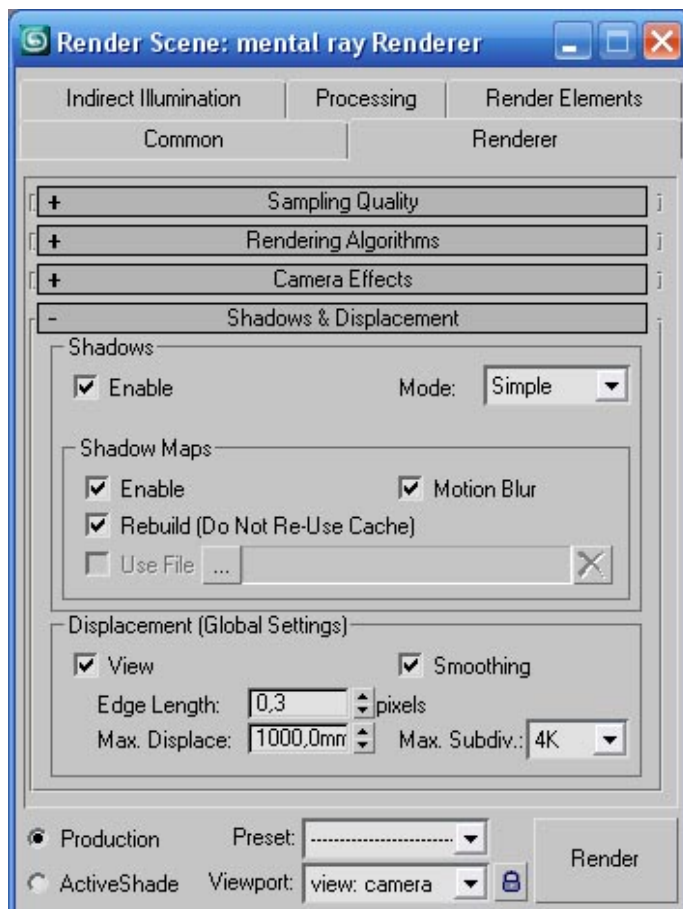 Render Scene: mental ray Renderer
Indirect Illumination Processing Render Elements
Common Renderer
+ Sampling Quality
+ Rendering Algorithms
+ Camera Effects
- Shadows & Displacement
Shadows
Enable Mode: Simple
Shadow Maps
Enable Motion Blur
Rebuild (Do Not Re-Use Cache)
Use File ...
Displacement (Global Settings)
View Smoothing
Edge Length: 0,3 pixels
Max. Displace: 1000,0mm Max. Subdiv.: 4K
Production Preset: -----------------------
Render
ActiveShade Viewport: view: camera